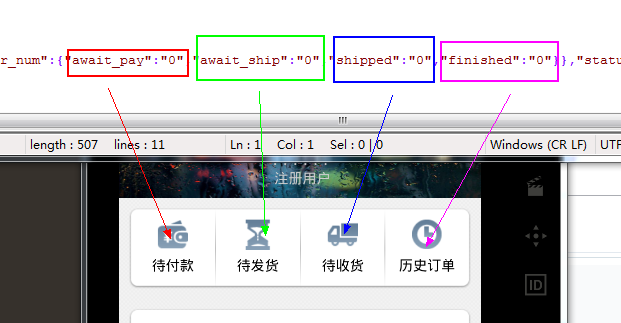 r_num":{"await_pay":"0" "await_ship":"0" "shipped":"0","finished":"0"}},"statu
length : 507 lines : 11 Ln : 1 Col : 1 Sel : 0 | 0 Windows (CR LF) UTF
注册用户
待付款 待发货 待收货 历史订单
ID